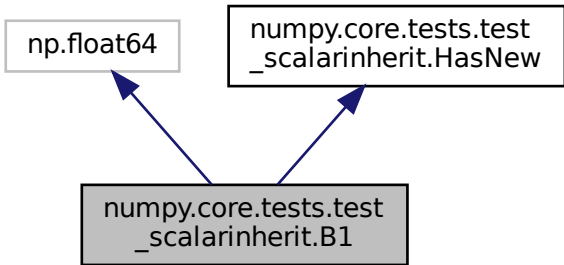 np.float64
numpy.core.tests.test
_scalarinherit.HasNew
numpy.core.tests.test
_scalarinherit.B1